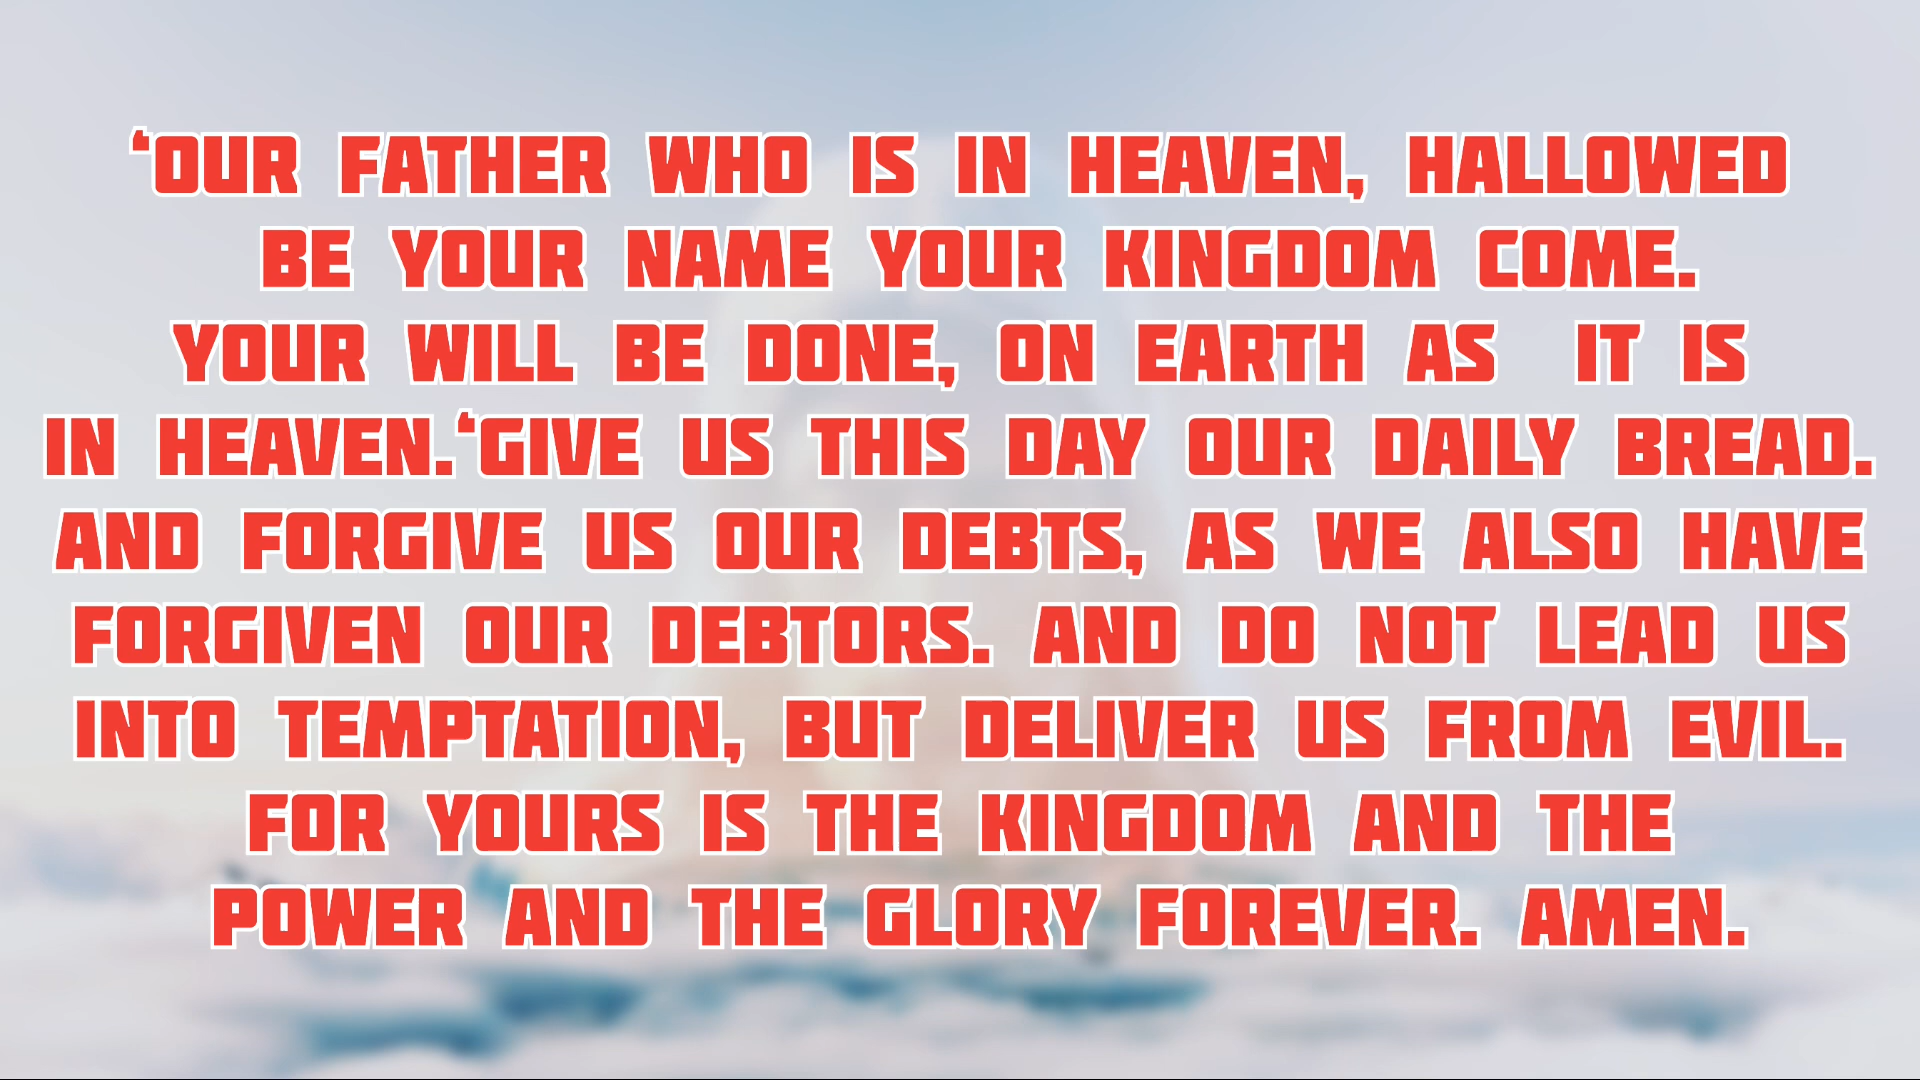 ‘OUR FATHER WHO IS IN HEAVEN, HALLOWED
BE YOUR NAME YOUR KINGDOM COME.
YOUR WILL BE DONE, ON EARTH AS IT IS
IN HEAVEN.‘GIVE US THIS DAY OUR DAILY BREAD.
AND FORGIVE US OUR DEBTS, AS WE ALSO HAVE
FORGIVEN OUR DEBTORS. AND DO NOT LEAD US
INTO TEMPTATION, BUT DELIVER US FROM EVIL.
FOR YOURS IS THE KINGDOM AND THE
POWER AND THE GLORY FOREVER. AMEN.